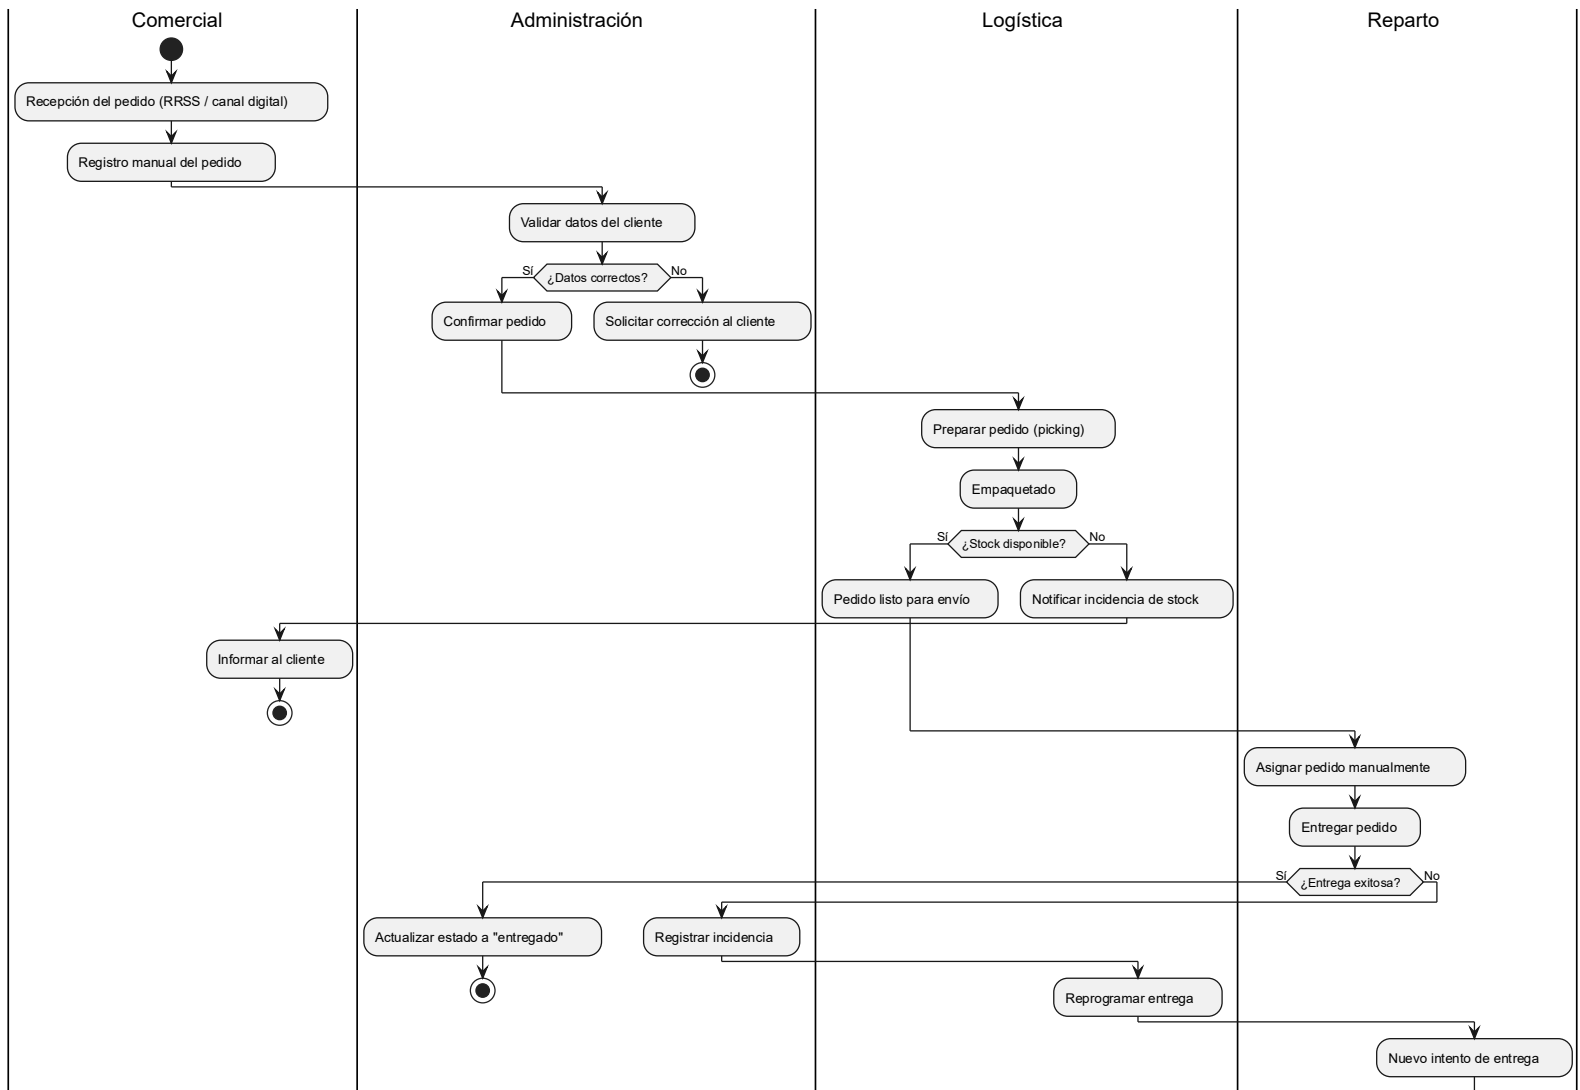 Comercial
Administración
Logística
Reparto
Recepción del pedido (RRSS / canal digital)
Registro manual del pedido
Validar datos del cliente
Sí
¿Datos correctos?
No
Confirmar pedido
Solicitar corrección al cliente
Preparar pedido (picking)
Empaquetado
Sí
¿Stock disponible?
No
Pedido listo para envío
Notificar incidencia de stock
Informar al cliente
Asignar pedido manualmente
Entregar pedido
Sí
¿Entrega exitosa?
No
Actualizar estado a "entregado"
Registrar incidencia
Reprogramar entrega
Nuevo intento de entrega